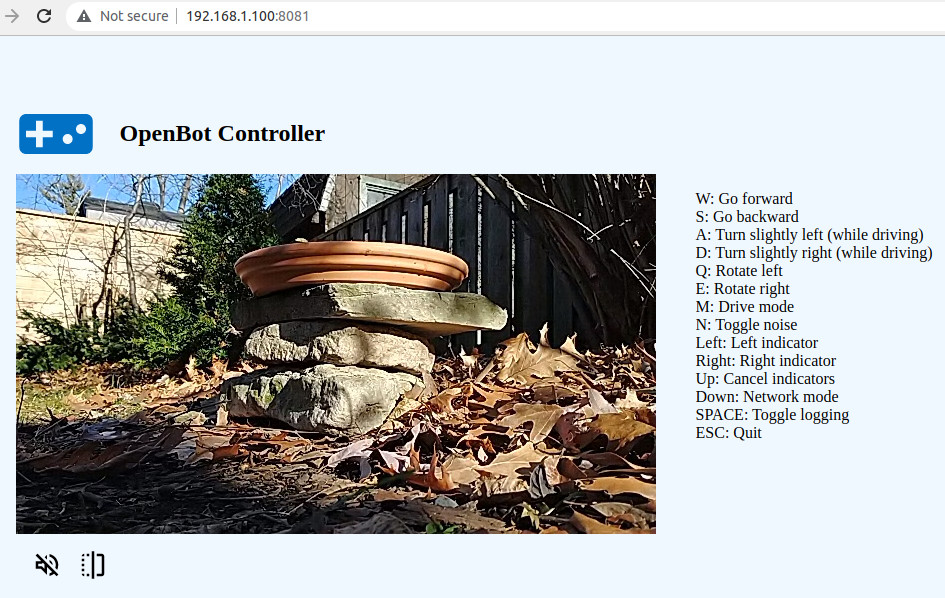 Not secure
192.168.1.100:8081
OpenBot Controller
W: Go forward
S: Go backward
A: Turn slightly left (while driving)
D: Turn slightly right (while driving)
Q: Rotate left
E: Rotate right
M: Drive mode
N: Toggle noise
Left: Left indicator
Right: Right indicator
Up: Cancel indicators
Down: Network mode
SPACE: Toggle logging
ESC: Quit